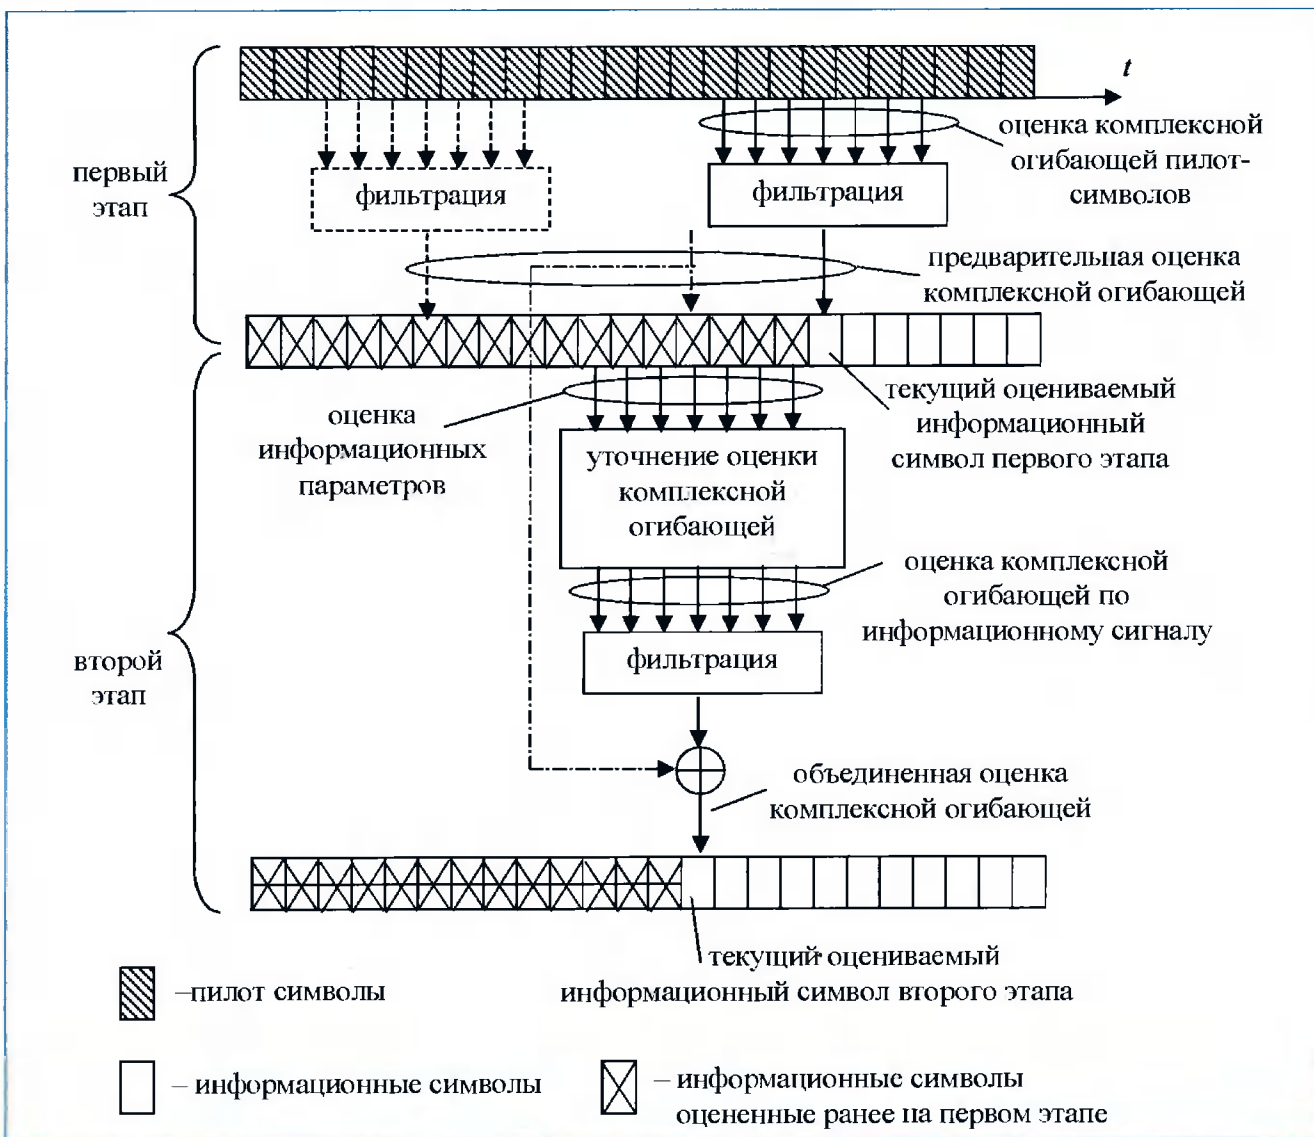 t
первый
этап
фильтрация
фильтрация
оценка комплексной
огибающей пилот-
символов
предварительная оценка
комплексной огибающей
оценка
информационных
параметров
текущий оцениваемый
информационный
символ первого этапа
уточнение оценки
комплексной
огибающей
оценка комплексной
огибающей по
информационному сигналу
фильтрация
второй
этап
объединенная оценка
комплексной огибающей
текущий оцениваемый
информационный символ второго этапа
–пилот символы
– информационные символы
– информационные символы
оцененные ранее на первом этапе